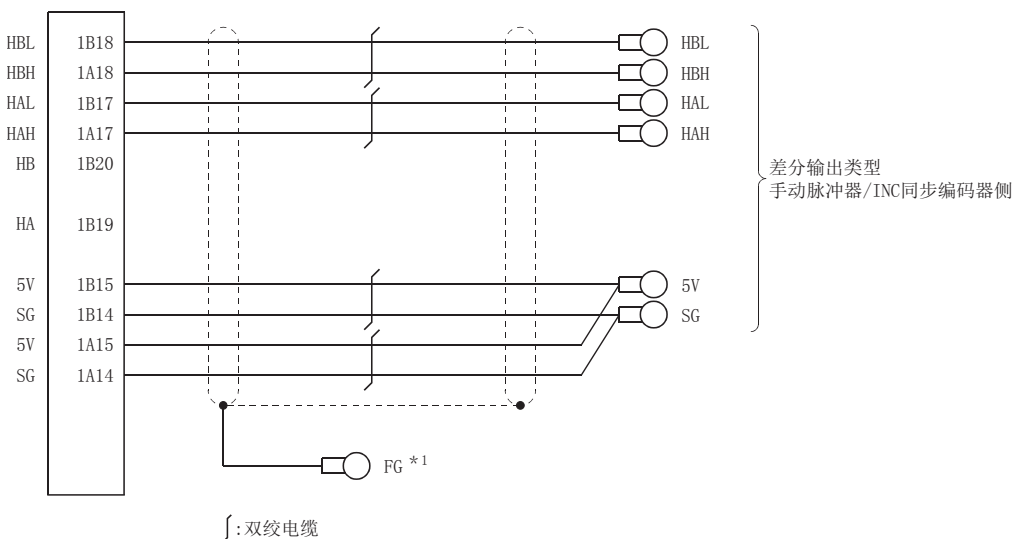 HBL 1B18 HBL
HBH 1A18 HBH
HAL 1B17 HAL
HAH 1A17 HAH
HB 1B20
差分输出类型
手动脉冲器/INC同步编码器侧
HA 1B19
5V 1B15 5V
SG 1B14 SG
5V 1A15
SG 1A14
FG *1
:双绞电缆